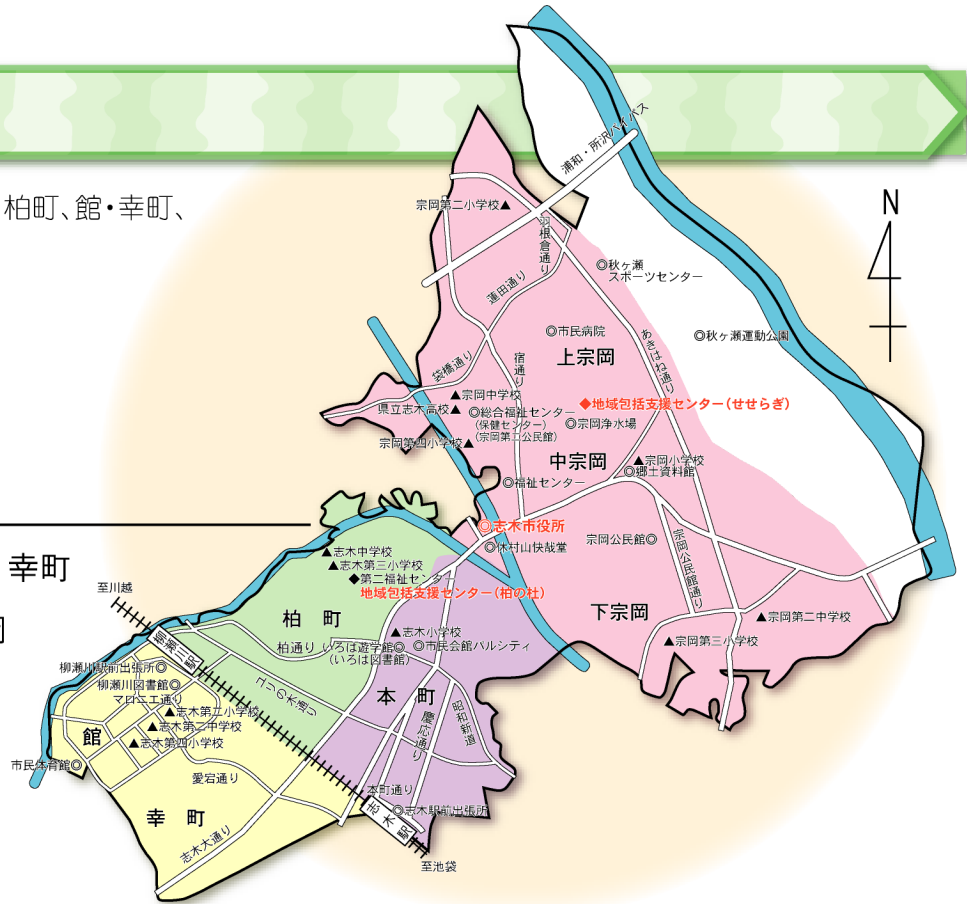 柏町、館・幸町、
幸町
N
浦和・所沢バイパス
宗岡第二小学校▲
羽根倉通り
◎秋ヶ瀬
スポーツセンター
蓮田通り
◎市民病院
上宗岡
あきはね通り
◎秋ヶ瀬運動公園
袋橋通り
宿通り
▲宗岡中学校
県立志木高校▲
◎総合福祉センター
(保健センター)
(宗岡第二公民館)
◆地域包括支援センター(せせらぎ)
◎宗岡浄水場
宗岡第四小学校▲
中宗岡
▲宗岡小学校
◎郷土資料館
◎福祉センター
◎志木市役所
◎休村山快哉堂
宗岡公民館◎
宗岡公民館通り
▲志木中学校
▲志木第三小学校
◆第二福祉センター
地域包括支援センター(柏の杜)
至川越
下宗岡
▲宗岡第二中学校
▲宗岡第三小学校
柏町
▲志木小学校
柏通り
いろは遊学館◎
(いろは図書館)
◎市民会館パルシティ
柳瀬川駅
柳瀬川駅前出張所◎
柳瀬川図書館◎
マロニエ通り
ユリの木通り
本町
▲志木第二小学校
▲志木第二中学校
▲志木第四小学校
館
慶応通り
昭和新道
市民体育館◎
愛宕通り
本町通り
幸町
◎志木駅前出張所
志木駅
志木大通り
至池袋